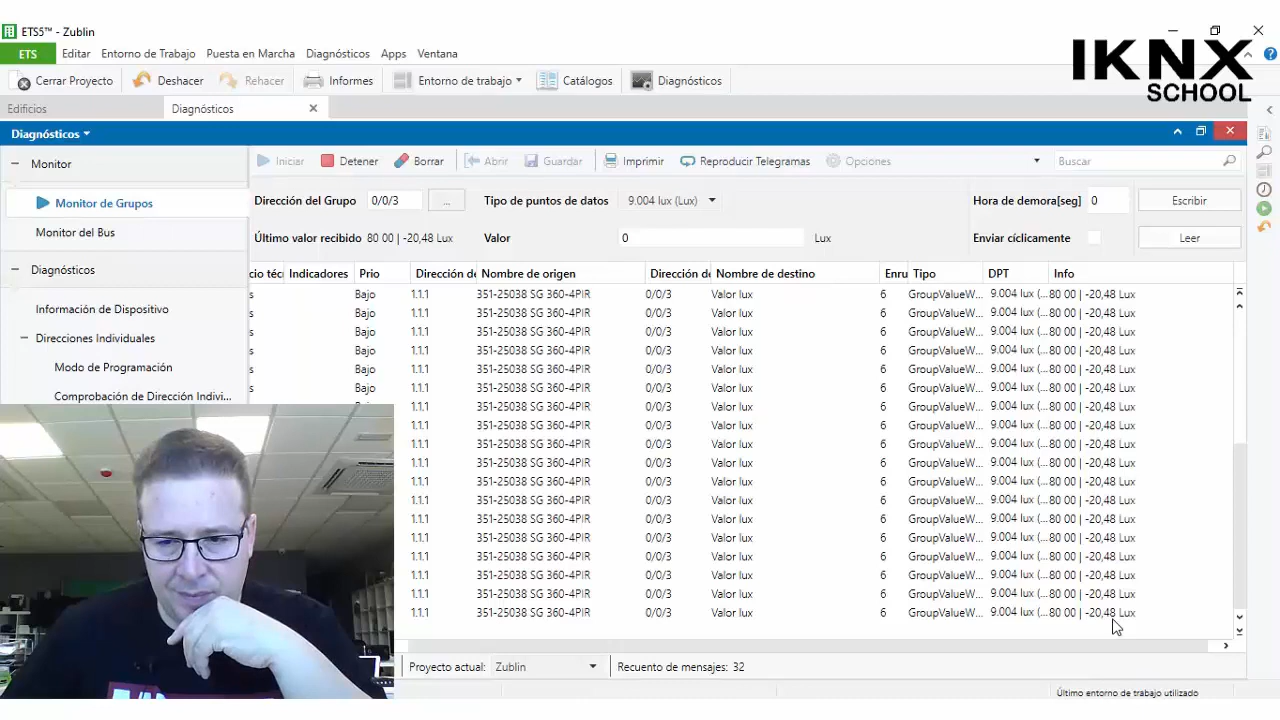 ETS5™ - Zublin
IKNX
SCHOOL
ETS Editar Entorno de Trabajo Puesta en Marcha Diagnósticos Apps Ventana
Cerrar Proyecto Deshacer Rehacer Informes Entorno de trabajo Catálogos Diagnósticos
Edificios Diagnósticos
Diagnósticos
Monitor
Monitor de Grupos
Monitor del Bus
Diagnósticos
Información de Dispositivo
Direcciones Individuales
Modo de Programación
Comprobación de Dirección Indivi...
Iniciar Detener Borrar Abrir Guardar Imprimir Reproducir Telegramas Opciones Buscar
Dirección del Grupo 0/0/3 ... Tipo de puntos de datos 9.004 lux (Lux) Hora de demora[seg] 0 Escribir
Último valor recibido 80 00 | -20,48 Lux Valor 0 Lux Enviar cíclicamente Leer
cio téc Indicadores Prio Dirección de Nombre de origen Dirección de Nombre de destino Enru Tipo DPT Info
s Bajo 1.1.1 351-25038 SG 360-4PIR 0/0/3 Valor lux 6 GroupValueW... 9.004 lux (... 80 00 | -20,48 Lux
s Bajo 1.1.1 351-25038 SG 360-4PIR 0/0/3 Valor lux 6 GroupValueW... 9.004 lux (... 80 00 | -20,48 Lux
s Bajo 1.1.1 351-25038 SG 360-4PIR 0/0/3 Valor lux 6 GroupValueW... 9.004 lux (... 80 00 | -20,48 Lux
s Bajo 1.1.1 351-25038 SG 360-4PIR 0/0/3 Valor lux 6 GroupValueW... 9.004 lux (... 80 00 | -20,48 Lux
s Bajo 1.1.1 351-25038 SG 360-4PIR 0/0/3 Valor lux 6 GroupValueW... 9.004 lux (... 80 00 | -20,48 Lux
s Bajo 1.1.1 351-25038 SG 360-4PIR 0/0/3 Valor lux 6 GroupValueW... 9.004 lux (... 80 00 | -20,48 Lux
1.1.1 351-25038 SG 360-4PIR 0/0/3 Valor lux 6 GroupValueW... 9.004 lux (... 80 00 | -20,48 Lux
1.1.1 351-25038 SG 360-4PIR 0/0/3 Valor lux 6 GroupValueW... 9.004 lux (... 80 00 | -20,48 Lux
1.1.1 351-25038 SG 360-4PIR 0/0/3 Valor lux 6 GroupValueW... 9.004 lux (... 80 00 | -20,48 Lux
1.1.1 351-25038 SG 360-4PIR 0/0/3 Valor lux 6 GroupValueW... 9.004 lux (... 80 00 | -20,48 Lux
1.1.1 351-25038 SG 360-4PIR 0/0/3 Valor lux 6 GroupValueW... 9.004 lux (... 80 00 | -20,48 Lux
1.1.1 351-25038 SG 360-4PIR 0/0/3 Valor lux 6 GroupValueW... 9.004 lux (... 80 00 | -20,48 Lux
1.1.1 351-25038 SG 360-4PIR 0/0/3 Valor lux 6 GroupValueW... 9.004 lux (... 80 00 | -20,48 Lux
1.1.1 351-25038 SG 360-4PIR 0/0/3 Valor lux 6 GroupValueW... 9.004 lux (... 80 00 | -20,48 Lux
1.1.1 351-25038 SG 360-4PIR 0/0/3 Valor lux 6 GroupValueW... 9.004 lux (... 80 00 | -20,48 Lux
1.1.1 351-25038 SG 360-4PIR 0/0/3 Valor lux 6 GroupValueW... 9.004 lux (... 80 00 | -20,48 Lux
1.1.1 351-25038 SG 360-4PIR 0/0/3 Valor lux 6 GroupValueW... 9.004 lux (... 80 00 | -20,48 Lux
1.1.1 351-25038 SG 360-4PIR 0/0/3 Valor lux 6 GroupValueW... 9.004 lux (... 80 00 | -20,48 Lux
Proyecto actual: Zublin Recuento de mensajes: 32
Último entorno de trabajo utilizado